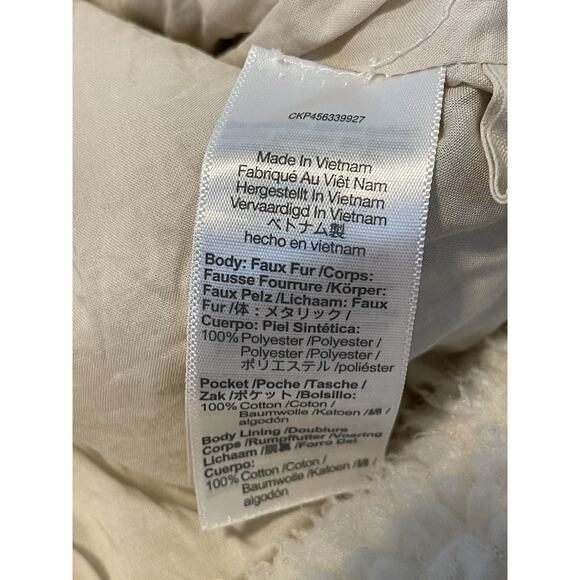 CKP456339927
Made In Vietnam
Fabriqué Au Viêt Nam
Hergestellt In Vietnam
Vervaardigd In Vietnam
ベトナム製
hecho en vietnam
Body: Faux Fur /Corps:
Fausse Fourrure /Körper:
Faux Pelz /Lichaam: Faux
Fur /体：メタリック /
Cuerpo: Piel Sintética:
100% Polyester /Polyester /
Polyester /Polyester /
ポリエステル /poliéster
Pocket /Poche /Tasche /
Zak /ポケット /Bolsillo:
100% Cotton /Coton /
Baumwolle /Katoen /綿 /
algodón
Body Lining /Doublure
Corps /Rumpffutter /Voering
Lichaam /胴裏 /Forro Del
Cuerpo:
100% Cotton /Coton /
Baumwolle /Katoen /綿 /
algodón